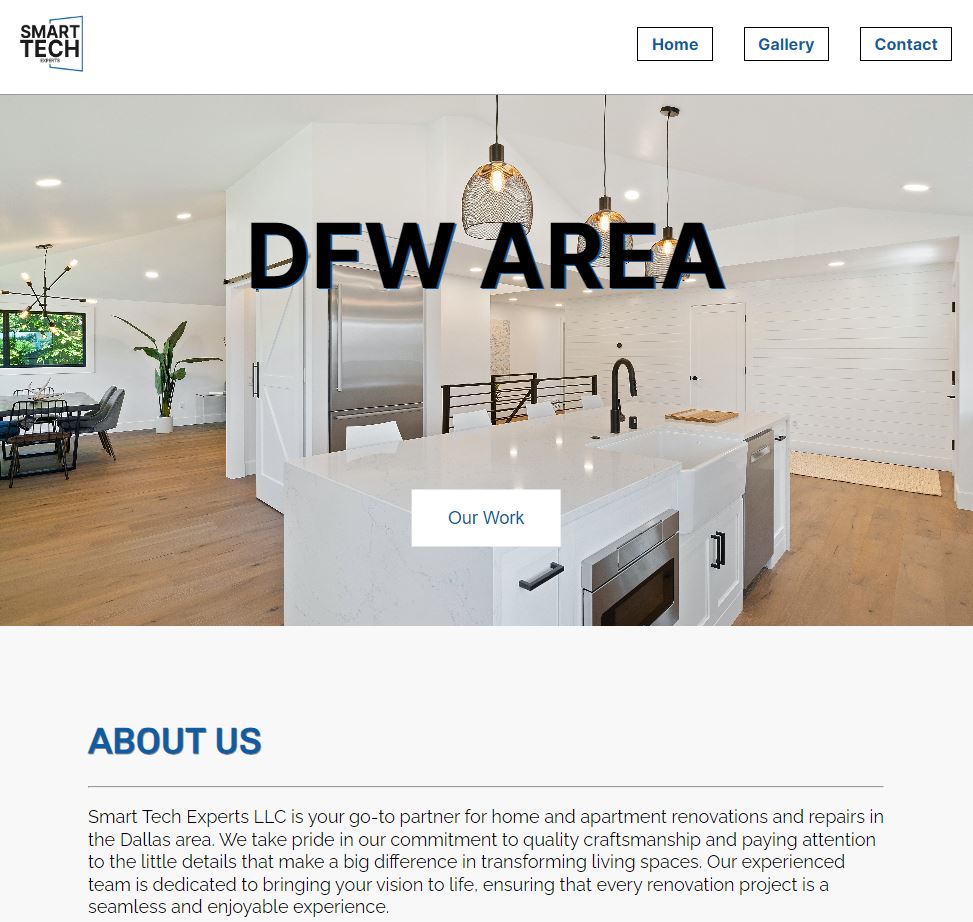 SMART
TECH
EXPERTS
Home
Gallery
Contact
DFW AREA
Our Work
ABOUT US
Smart Tech Experts LLC is your go-to partner for home and apartment renovations and repairs in
the Dallas area. We take pride in our commitment to quality craftsmanship and paying attention
to the little details that make a big difference in transforming living spaces. Our experienced
team is dedicated to bringing your vision to life, ensuring that every renovation project is a
seamless and enjoyable experience.